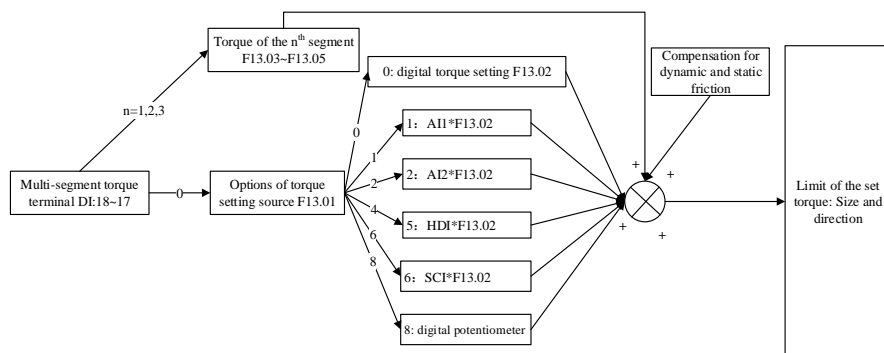 Torque of the nth segment
F13.03~F13.05
0: digital torque setting F13.02
Compensation for
dynamic and static
friction
n=1,2,3
0
1：AI1*F13.02
1
+
+
Multi-segment torque
terminal DI:18~17
0
Options of torque
setting source F13.01
2
2：AI2*F13.02
Limit of the set
torque: Size and
direction
4
5：HDI*F13.02
+
+
6
6：SCI*F13.02
8
8: digital potentiometer